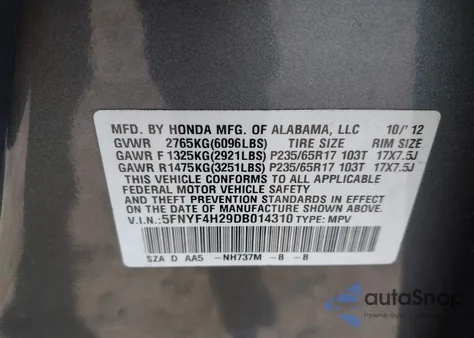 MFD. BY HONDA MFG. OF ALABAMA, LLC 10/'12
GVWR 2765KG(6096LBS) TIRE SIZE RIM SIZE
GAWR F 1325KG(2921LBS) P235/65R17 103T 17X7.5J
GAWR R 1475KG(3251LBS) P235/65R17 103T 17X7.5J
THIS VEHICLE CONFORMS TO ALL APPLICABLE
FEDERAL MOTOR VEHICLE SAFETY, BUMPER,
AND THEFT PREVENTION STANDARDS IN EFFECT ON
THE DATE OF MANUFACTURE SHOWN ABOVE.
V.I.N.: 5FNYF4H29DB014310 TYPE: MPV
SZA D AA5 -NH737M -B -B
autoSnap
Pewne auto